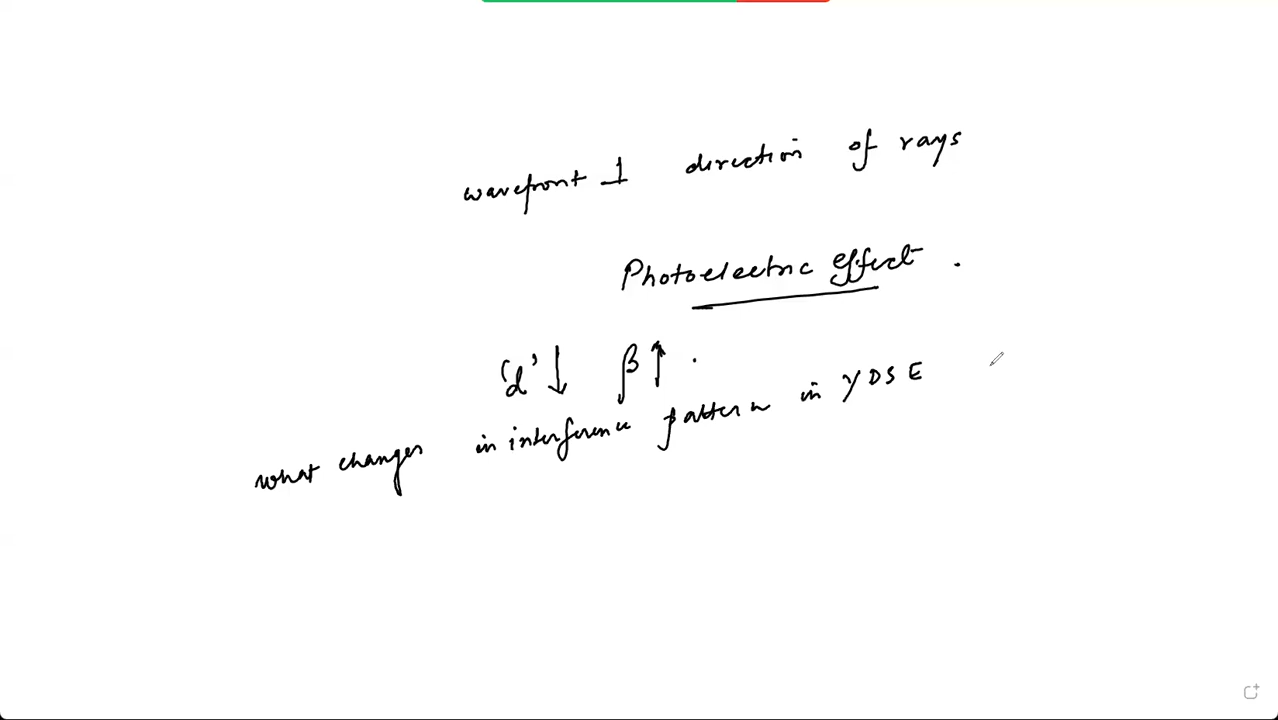 wavefront ⊥ direction of rays
Photoelectric effect .
'd' ↓ β ↑ .
what changes in interference pattern in YDSE